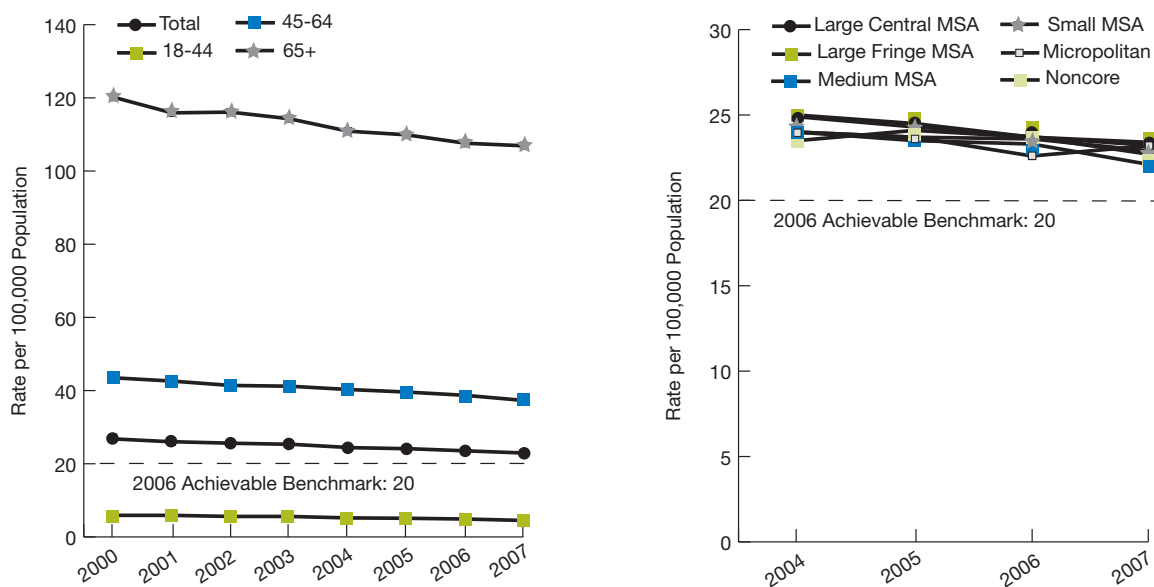 Total
45-64
18-44
65+
140
120
100
80
60
40
20
0
Rate per 100,000 Population
2006 Achievable Benchmark: 20
2000
2001
2002
2003
2004
2005
2006
2007
Large Central MSA
Small MSA
Large Fringe MSA
Micropolitan
Medium MSA
Noncore
30
25
20
15
10
5
0
Rate per 100,000 Population
2006 Achievable Benchmark: 20
2004
2005
2006
2007